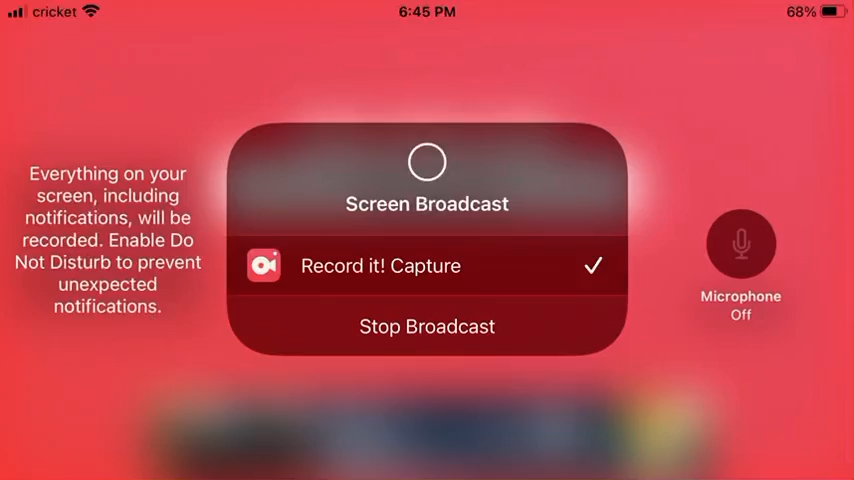 cricket
6:45 PM
68%
Everything on your
screen, including
notifications, will be
recorded. Enable Do
Not Disturb to prevent
unexpected
notifications.
Screen Broadcast
Record it! Capture
Stop Broadcast
Microphone
Off